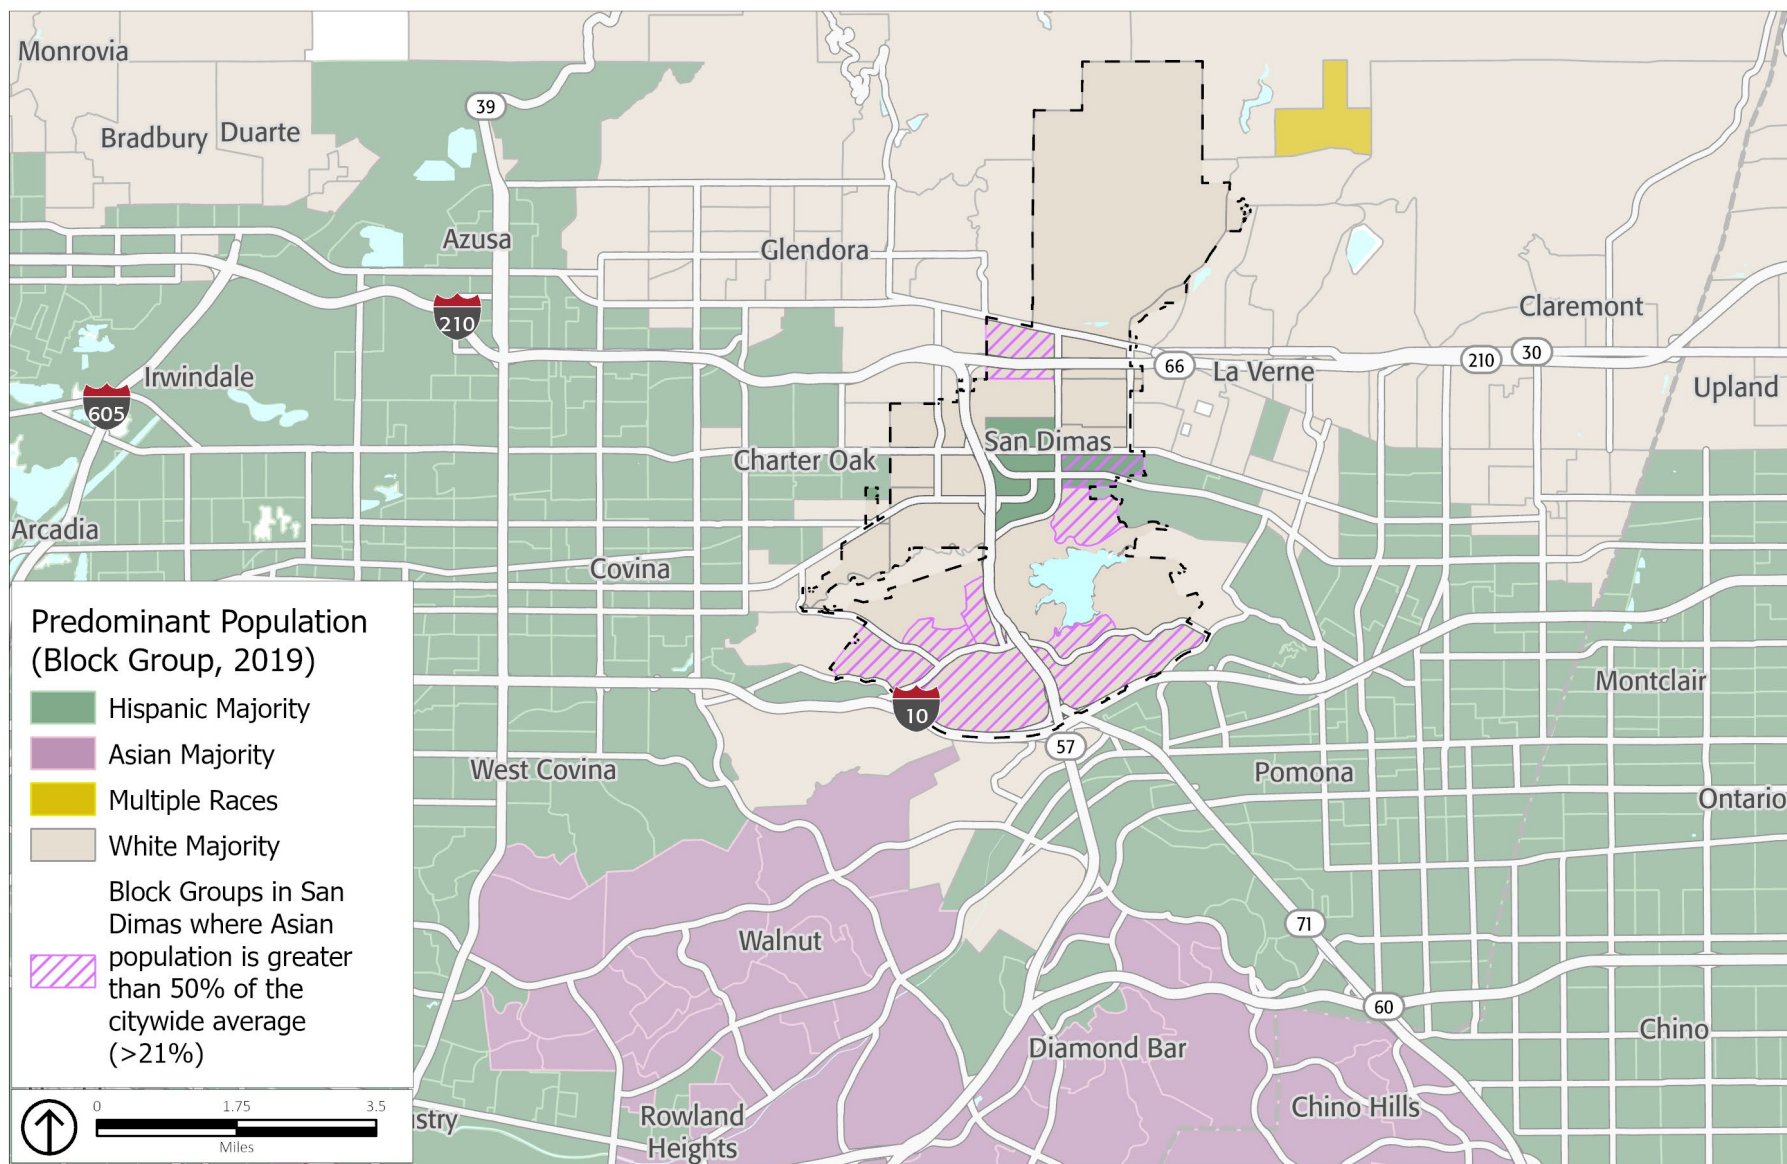 Monrovia
39
Bradbury
Duarte
Azusa
Glendora
Claremont
210
Irwindale
605
66
La Verne
210
30
Upland
San Dimas
Charter Oak
Arcadia
Covina
Montclair
10
57
West Covina
Pomona
Ontario
71
Walnut
60
Chino
Diamond Bar
Chino Hills
Rowland
Heights
stry
Predominant Population
(Block Group, 2019)
Hispanic Majority
Asian Majority
Multiple Races
White Majority
Block Groups in San
Dimas where Asian
population is greater
than 50% of the
citywide average
(>21%)
0 1.75 3.5
Miles